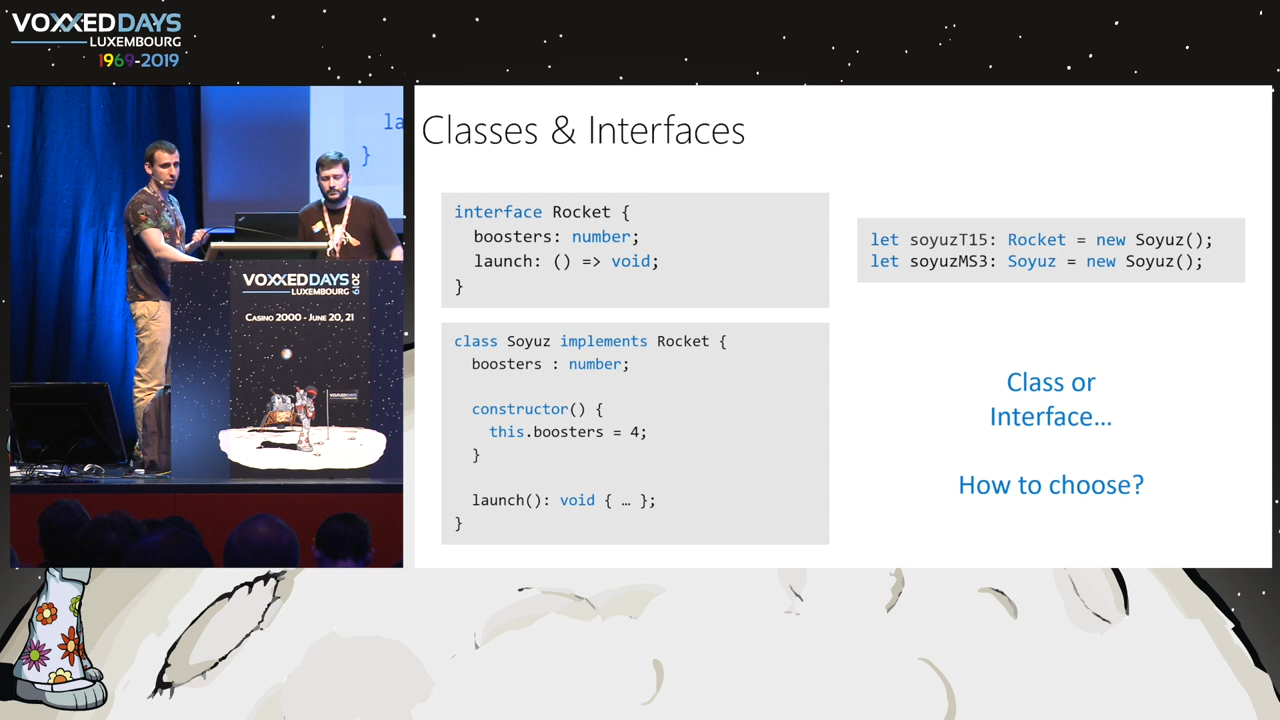 VOXXEDDAYS
LUXEMBOURG
1969-2019
la
}
VOXXEDDAYS
2019
LUXEMBOURG
CASINO 2000 - JUNE 20, 21
VOXXEDDAYS
Classes & Interfaces
interface Rocket {
boosters: number;
launch: () => void;
}
class Soyuz implements Rocket {
boosters : number;
constructor() {
this.boosters = 4;
}
launch(): void { … };
}
let soyuzT15: Rocket = new Soyuz();
let soyuzMS3: Soyuz = new Soyuz();
Class or
Interface…
How to choose?